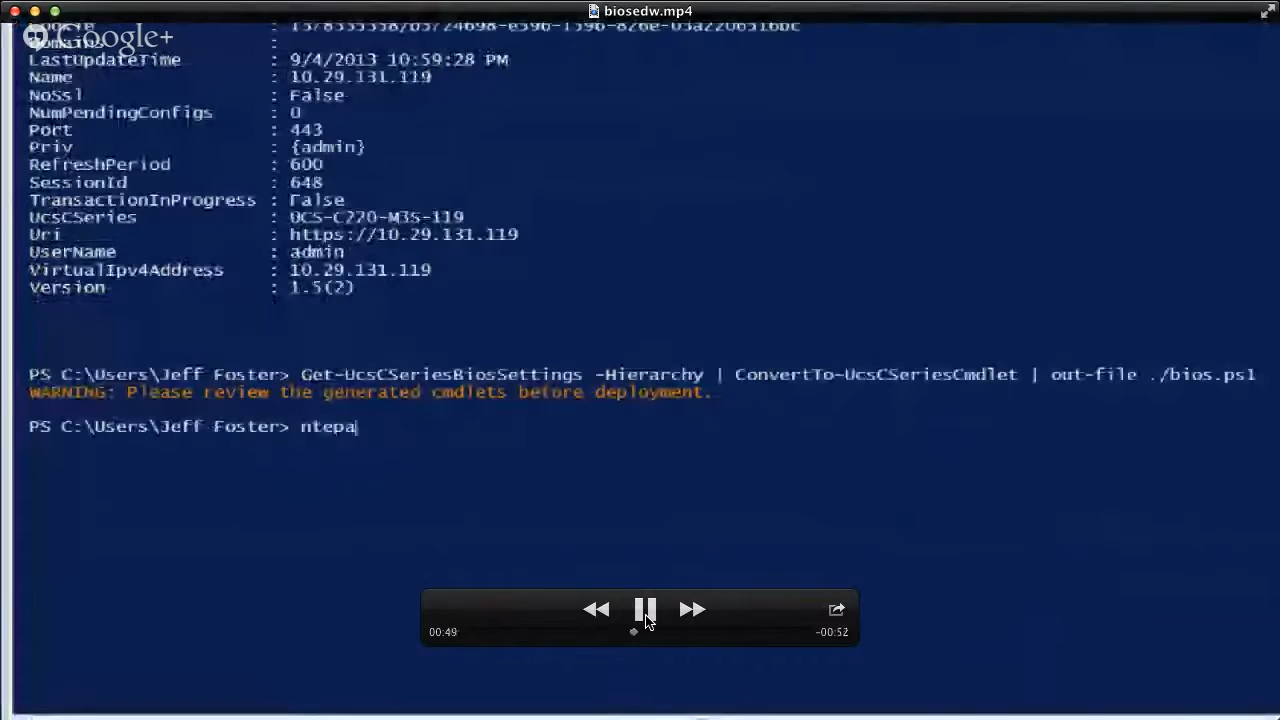 biosedw.mp4
Google+
Domains :
LastUpdateTime : 9/4/2013 10:59:28 PM
Name : 10.29.131.119
NoSsl : False
NumPendingConfigs : 0
Port : 443
Priv : {admin}
RefreshPeriod : 600
SessionId : 648
TransactionInProgress : False
UcsCSeries : UCS-C220-M3S-119
Uri : https://10.29.131.119
UserName : admin
VirtualIpv4Address : 10.29.131.119
Version : 1.5(2)
PS C:\Users\Jeff Foster> Get-UcsCSeriesBiosSettings -Hierarchy | ConvertTo-UcsCSeriesCmdlet | out-file ./bios.ps1
WARNING: Please review the generated cmdlets before deployment.
PS C:\Users\Jeff Foster> ntepa
00:49 -00:52